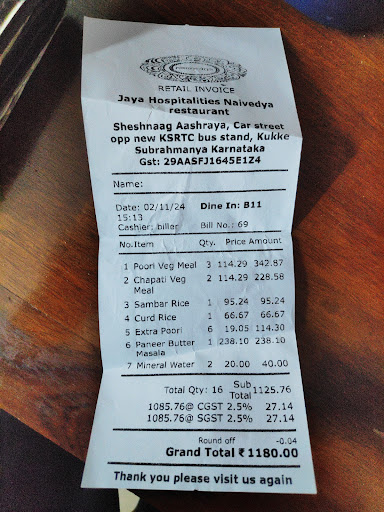 RETAIL INVOICE
Jaya Hospitalities Naivedya
restaurant
Sheshnaag Aashraya, Car street
opp new KSRTC bus stand, Kukke
Subrahmanya Karnataka
Gst: 29AASFJ1645E1Z4
Name:
Date: 02/11/24 Dine In: B11
15:13
Cashier: biller Bill No.: 69
No.Item Qty. Price Amount
1 Poori Veg Meal 3 114.29 342.87
2 Chapati Veg 2 114.29 228.58
Meal
3 Sambar Rice 1 95.24 95.24
4 Curd Rice 1 66.67 66.67
5 Extra Poori 6 19.05 114.30
6 Paneer Butter 1 238.10 238.10
Masala
7 Mineral Water 2 20.00 40.00
Total Qty: 16 Sub Total 1125.76
1085.76@ CGST 2.5% 27.14
1085.76@ SGST 2.5% 27.14
Round off -0.04
Grand Total ₹ 1180.00
Thank you please visit us again